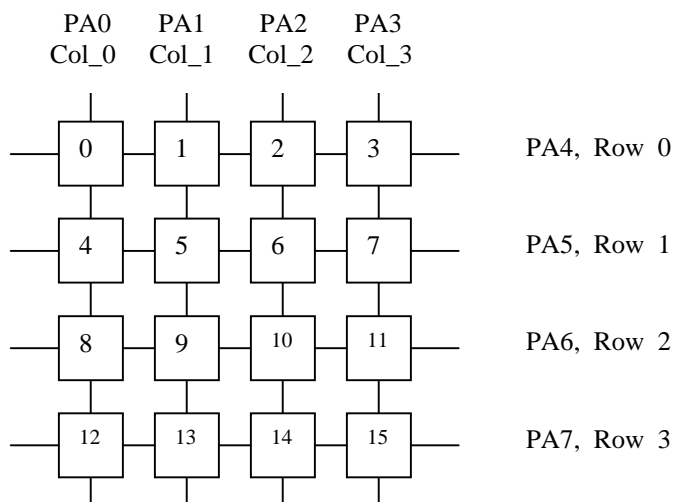 PA0 PA1 PA2 PA3
Col_0 Col_1 Col_2 Col_3
0 1 2 3 PA4, Row 0
4 5 6 7 PA5, Row 1
8 9 10 11 PA6, Row 2
12 13 14 15 PA7, Row 3